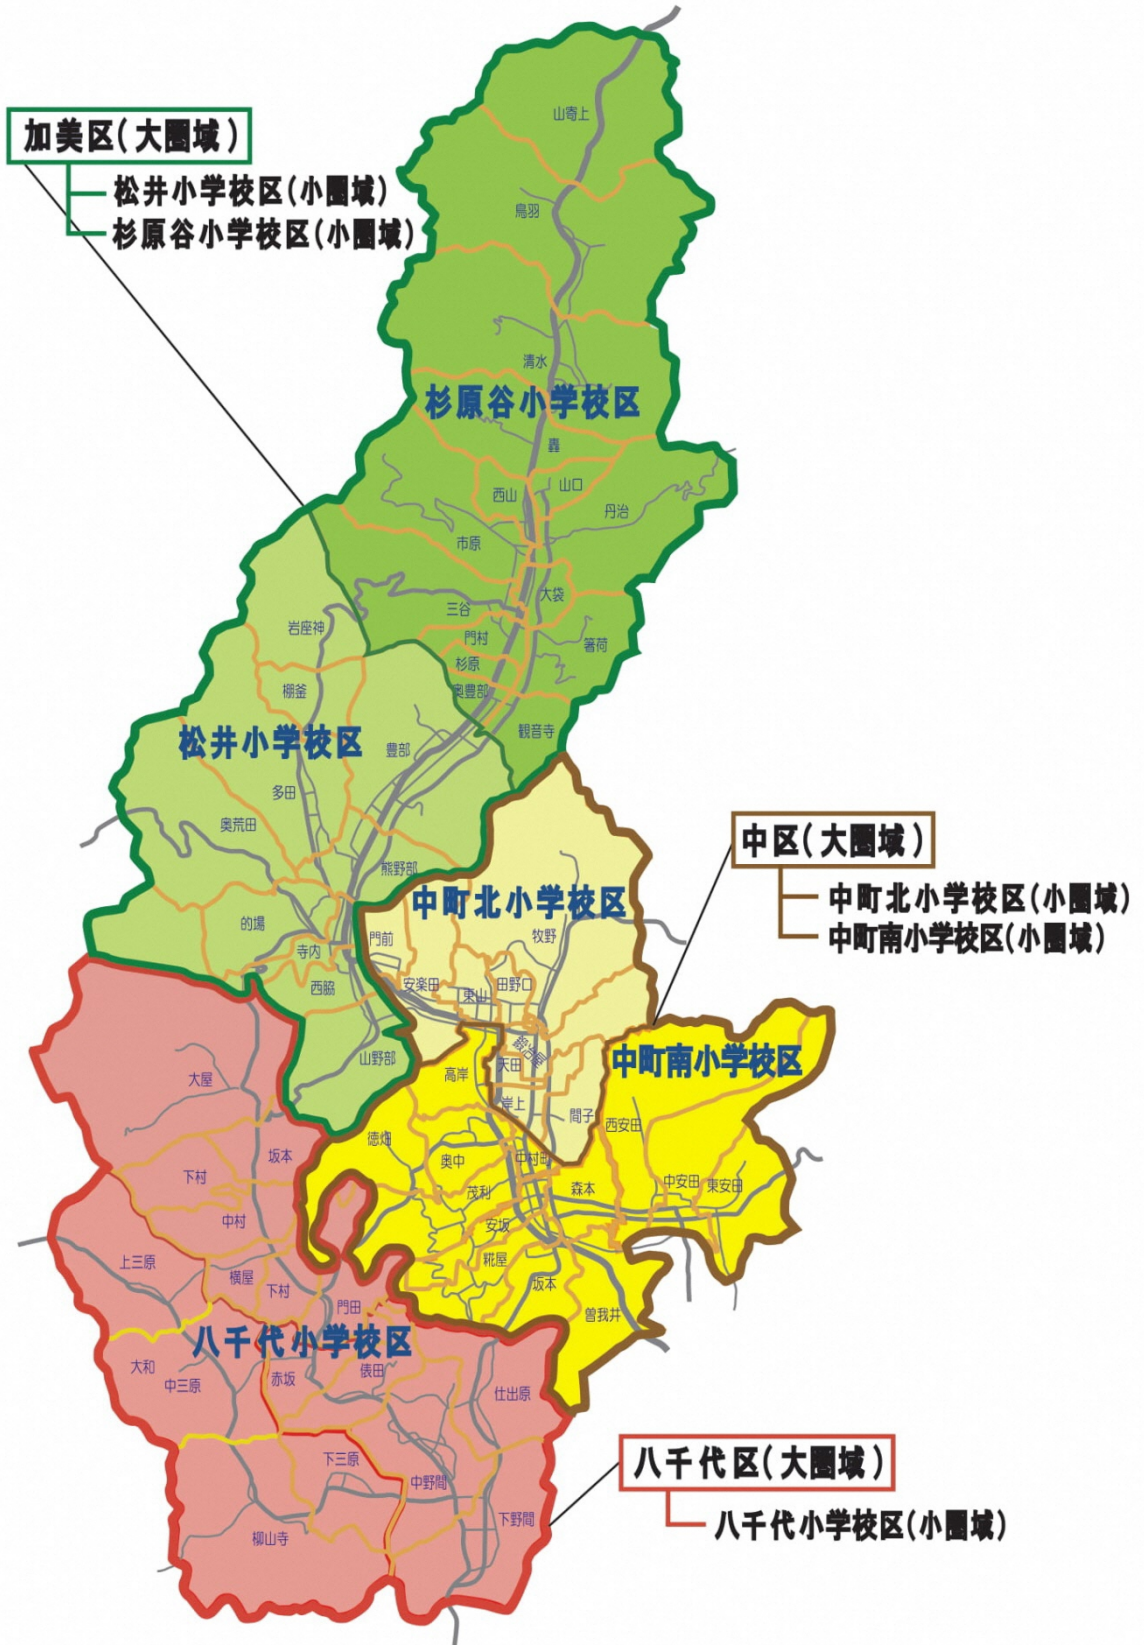 山寄上
加美区(大圏域)
松井小学校区(小圏域)
杉原谷小学校区(小圏域)
鳥羽
清水
杉原谷小学校区
轟
西山
山口
丹治
市原
大袋
三谷
岩座神
門村
箸荷
杉原
奥豊部
棚釜
観音寺
松井小学校区
豊部
多田
奥荒田
熊野部
中区(大圏域)
中町北小学校区(小圏域)
中町南小学校区(小圏域)
中町北小学校区
的場
門前
牧野
寺内
西脇
安楽田
東山
田野口
鍛冶屋
山野部
天田
高岸
中町南小学校区
岸上
間子
西安田
大屋
徳畑
坂本
奥中
中村町
下村
茂利
森本
中安田
東安田
中村
安坂
上三原
糀屋
横屋
下村
坂本
門田
曽我井
八千代小学校区
大和
中三原
赤坂
俵田
仕出原
八千代区(大圏域)
八千代小学校区(小圏域)
下三原
中野間
下野間
柳山寺